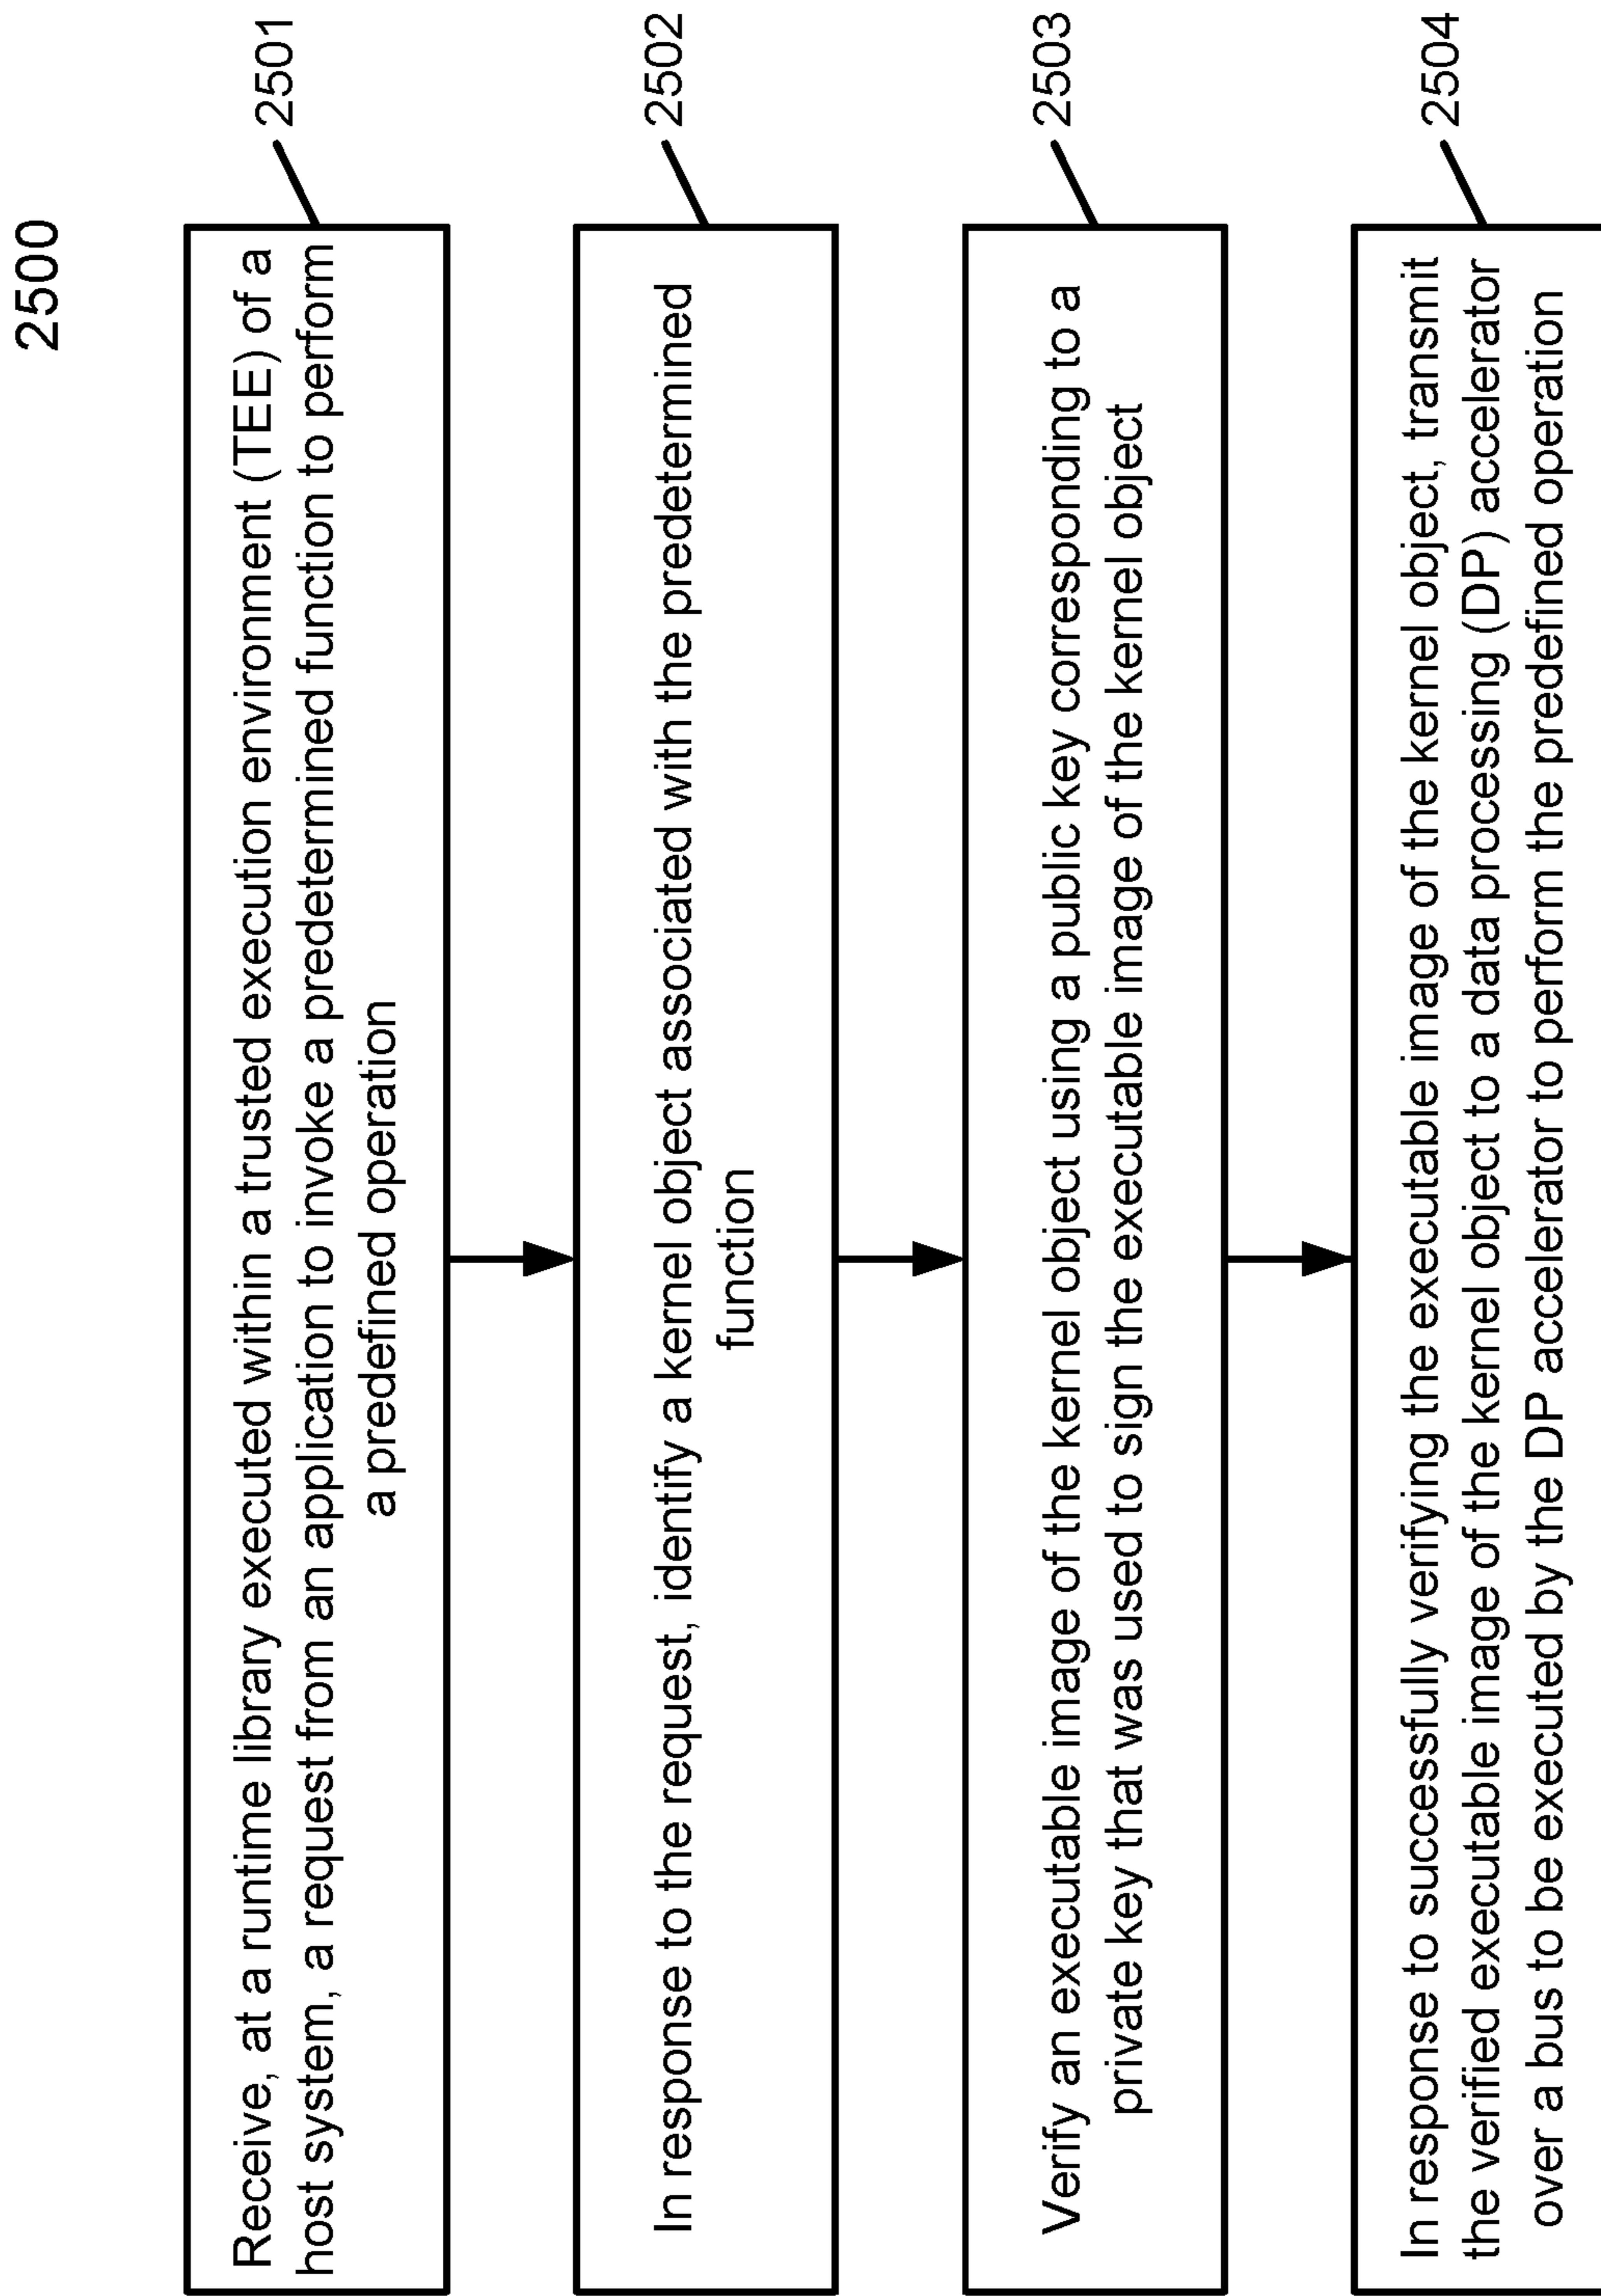 2500
Receive, at a runtime library executed within a trusted execution environment (TEE) of a
host system, a request from an application to invoke a predetermined function to perform
a predefined operation
2501
In response to the request, identify a kernel object associated with the predetermined
function
2502
Verify an executable image of the kernel object using a public key corresponding to a
private key that was used to sign the executable image of the kernel object
2503
In response to successfully verifying the executable image of the kernel object, transmit
the verified executable image of the kernel object to a data processing (DP) accelerator
over a bus to be executed by the DP accelerator to perform the predefined operation
2504